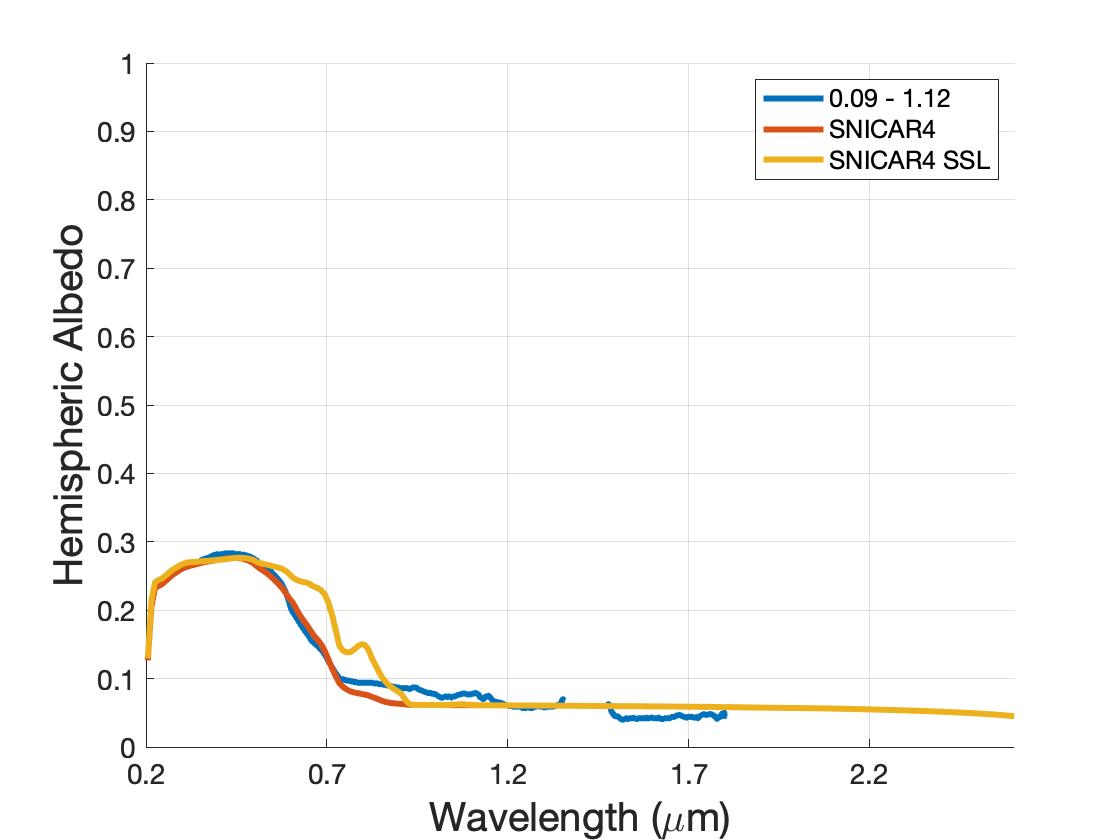 1
0.9
0.8
0.7
0.6
0.5
0.4
0.3
0.2
0.1
0
Hemispheric Albedo
0.09 - 1.12
SNICAR4
SNICAR4 SSL
0.2 0.7 1.2 1.7 2.2
Wavelength (μm)